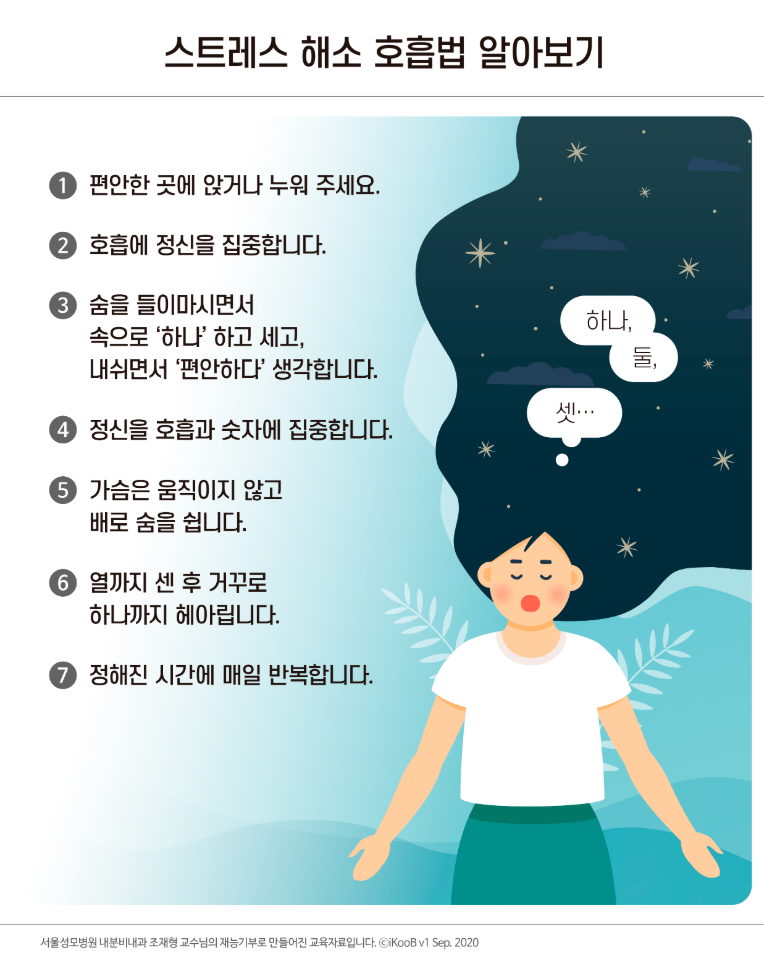 스트레스 해소 호흡법 알아보기
1 편안한 곳에 앉거나 누워 주세요.
2 호흡에 정신을 집중합니다.
3 숨을 들이마시면서
속으로 ‘하나’ 하고 세고,
내쉬면서 ‘편안하다’ 생각합니다.
4 정신을 호흡과 숫자에 집중합니다.
5 가슴은 움직이지 않고
배로 숨을 쉽니다.
6 열까지 센 후 거꾸로
하나까지 헤아립니다.
7 정해진 시간에 매일 반복합니다.
하나,
둘,
셋…
서울성모병원 내분비내과 조재형 교수님의 재능기부로 만들어진 교육자료입니다. ⓒiKooB v1 Sep. 2020